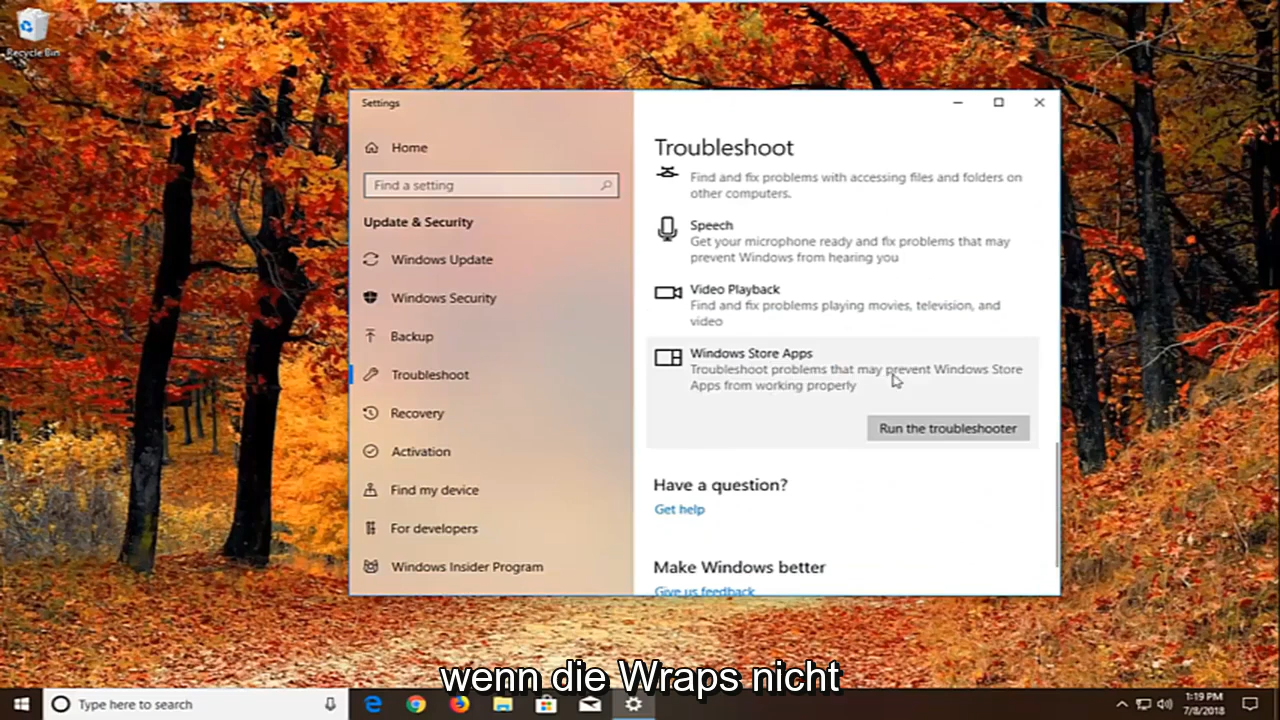 Recycle Bin
Settings
Home
Find a setting
Update & Security
Windows Update
Windows Security
Backup
Troubleshoot
Recovery
Activation
Find my device
For developers
Windows Insider Program
Troubleshoot
Find and fix problems with accessing files and folders on
other computers.
Speech
Get your microphone ready and fix problems that may
prevent Windows from hearing you
Video Playback
Find and fix problems playing movies, television, and
video
Windows Store Apps
Troubleshoot problems that may prevent Windows Store
Apps from working properly
Run the troubleshooter
Have a question?
Get help
Make Windows better
Give us feedback
wenn die Wraps nicht
Type here to search
1:19 PM
7/8/2018